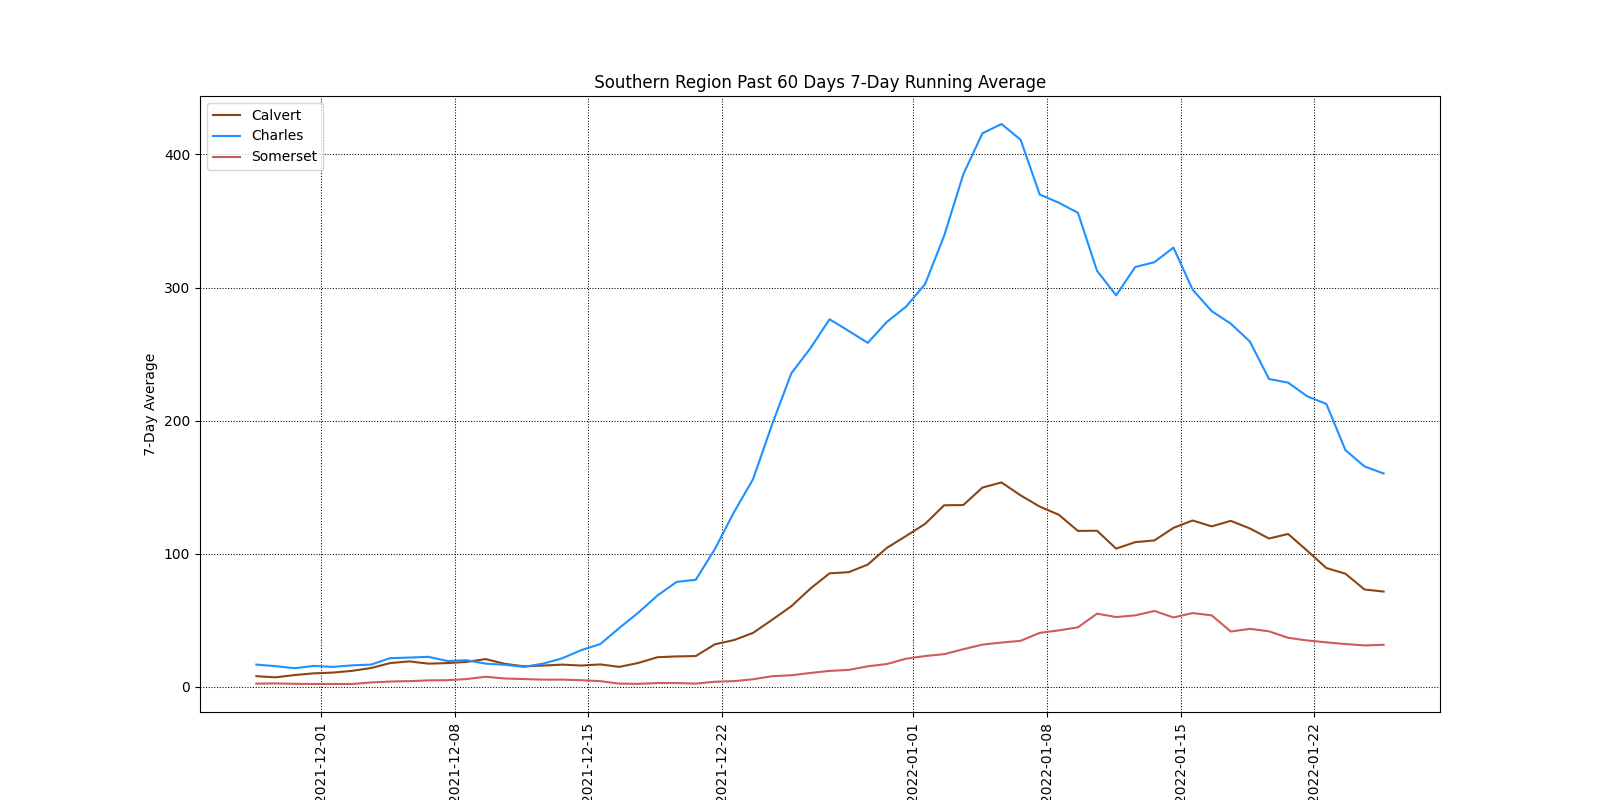 Southern Region Past 60 Days 7-Day Running Average
Calvert
Charles
Somerset
7-Day Average
400
300
200
100
0
2021-12-01
2021-12-08
2021-12-15
2021-12-22
2022-01-01
2022-01-08
2022-01-15
2022-01-22